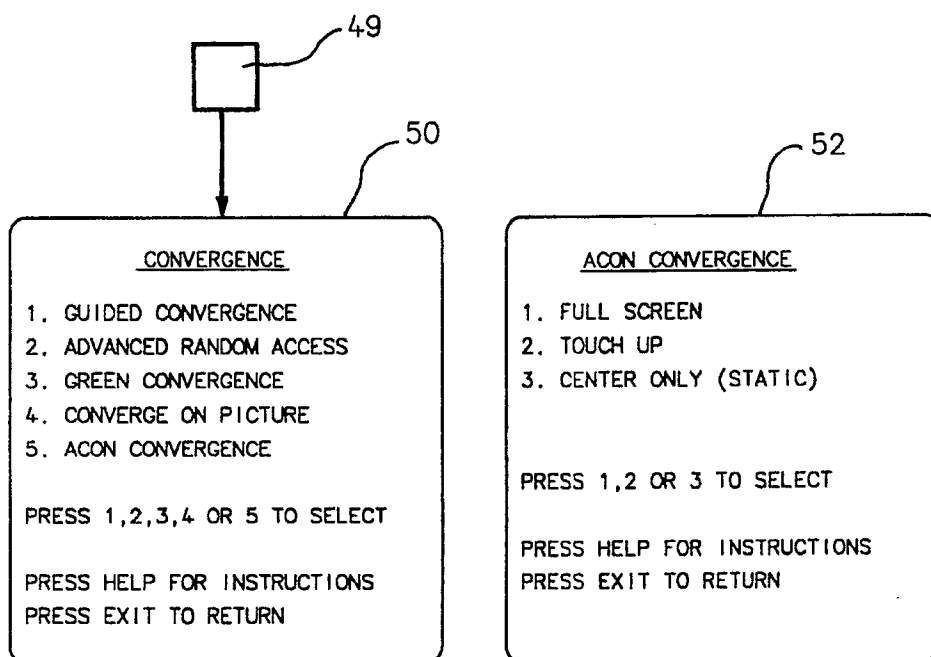 49
50
CONVERGENCE
1. GUIDED CONVERGENCE
2. ADVANCED RANDOM ACCESS
3. GREEN CONVERGENCE
4. CONVERGE ON PICTURE
5. ACON CONVERGENCE
PRESS 1,2,3,4 OR 5 TO SELECT
PRESS HELP FOR INSTRUCTIONS
PRESS EXIT TO RETURN
52
ACON CONVERGENCE
1. FULL SCREEN
2. TOUCH UP
3. CENTER ONLY (STATIC)
PRESS 1,2 OR 3 TO SELECT
PRESS HELP FOR INSTRUCTIONS
PRESS EXIT TO RETURN